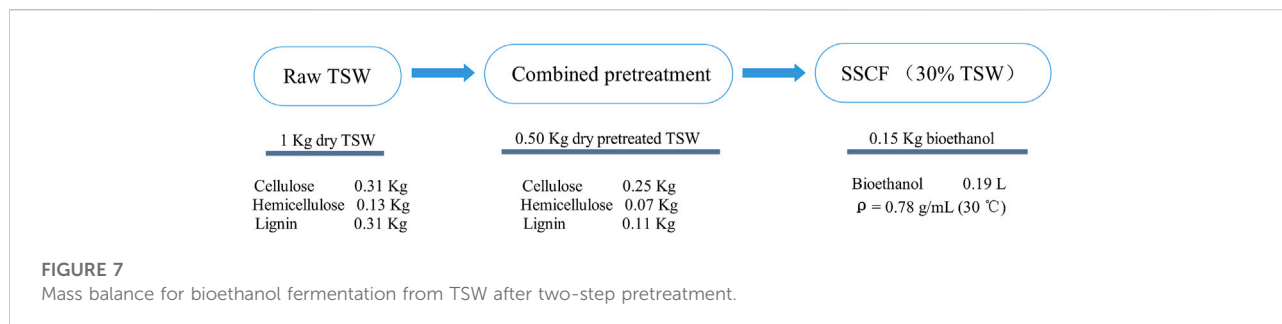 Raw TSW
Combined pretreatment
SSCF （30% TSW）
1 Kg dry TSW
0.50 Kg dry pretreated TSW
0.15 Kg bioethanol
Cellulose 0.31 Kg
Hemicellulose 0.13 Kg
Lignin 0.31 Kg
Cellulose 0.25 Kg
Hemicellulose 0.07 Kg
Lignin 0.11 Kg
Bioethanol 0.19 L
ρ = 0.78 g/mL (30 ℃)
FIGURE 7
Mass balance for bioethanol fermentation from TSW after two-step pretreatment.